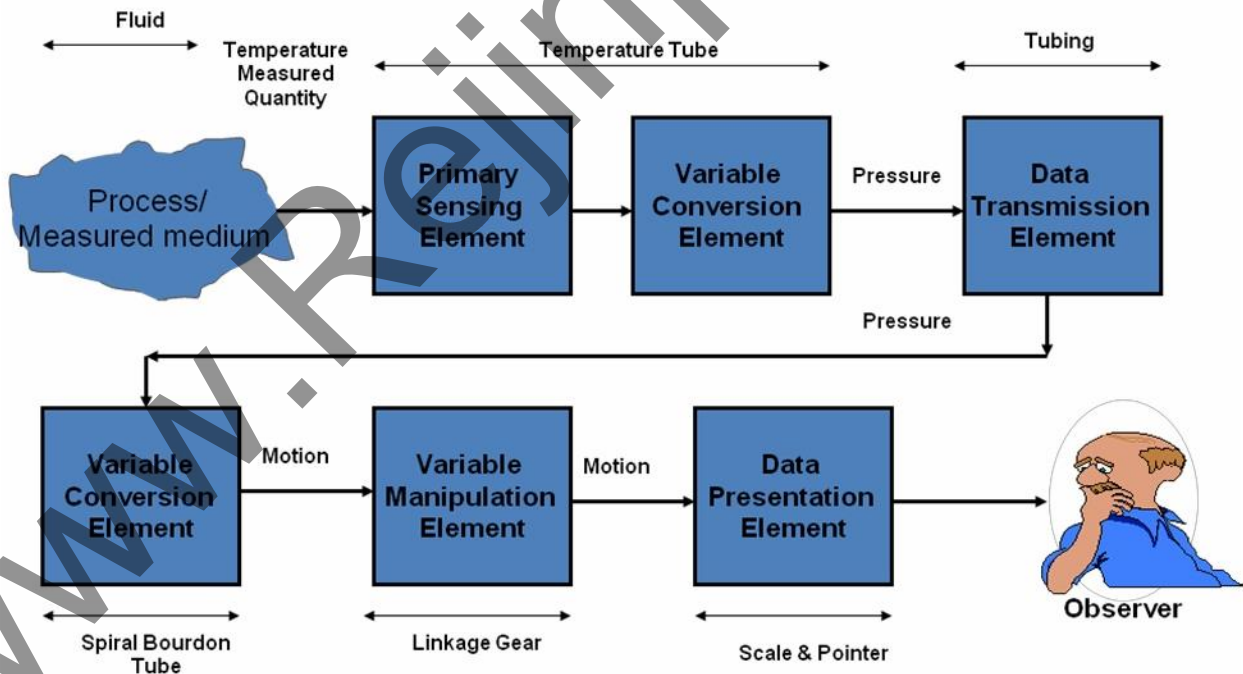 Fluid
Temperature
Measured
Quantity
Temperature Tube
Tubing
Process/
Measured medium
Primary
Sensing
Element
Variable
Conversion
Element
Pressure
Data
Transmission
Element
Pressure
Variable
Conversion
Element
Motion
Variable
Manipulation
Element
Motion
Data
Presentation
Element
Observer
Spiral Bourdon
Tube
Linkage Gear
Scale & Pointer